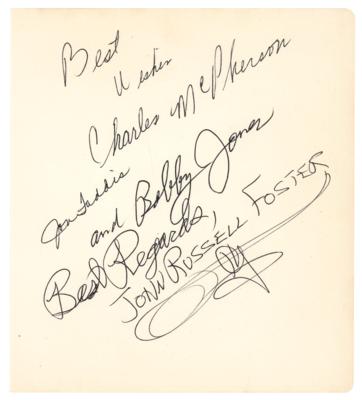 Best
Wishes
Charles McPherson
Jon Faddis
and Bobby Jones
Best Regards,
JOHN RUSSELL FOSTER